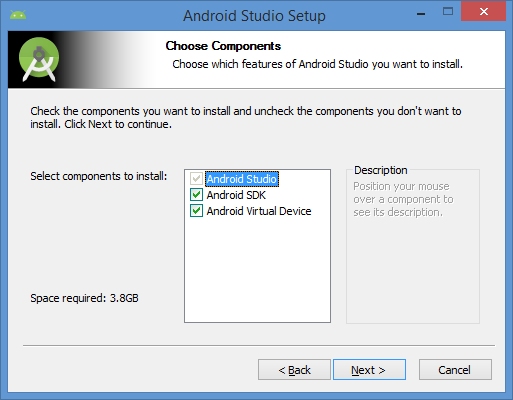 Android Studio Setup
Choose Components
Choose which features of Android Studio you want to install.
Check the components you want to install and uncheck the components you don't want to
install. Click Next to continue.
Select components to install:
Android Studio
Android SDK
Android Virtual Device
Description
Position your mouse
over a component to
see its description.
Space required: 3.8GB
< Back
Next >
Cancel